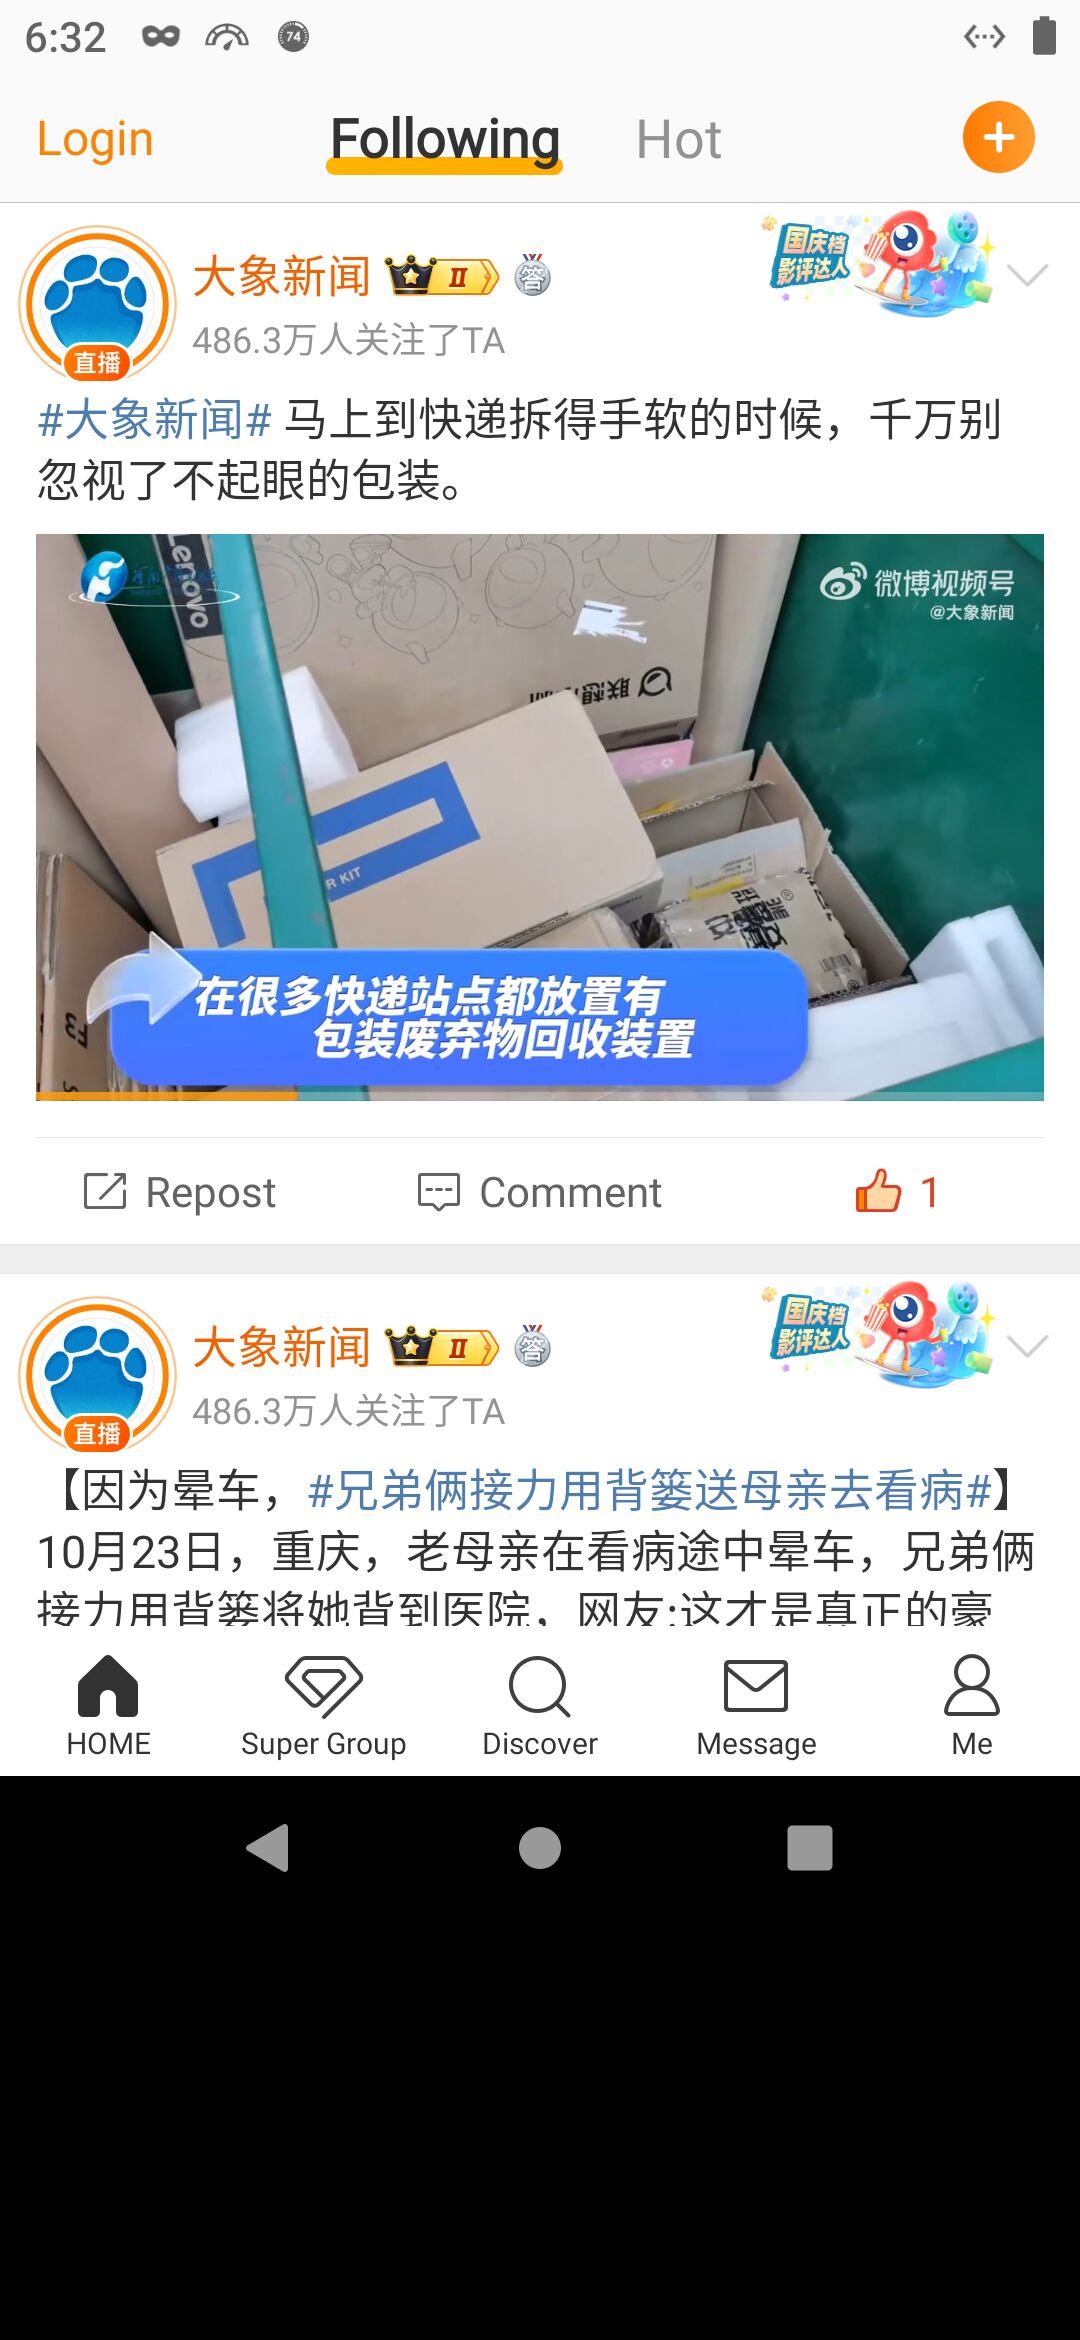 6:32
74
Login
Following
Hot
国庆档
影评达人
大象新闻
II
答
486.3万人关注了TA
直播
#大象新闻# 马上到快递拆得手软的时候，千万别
忽视了不起眼的包装。
Lenovo
微博视频号
@大象新闻
联想
R KIT
在很多快递站点都放置有
包装废弃物回收装置
Repost
Comment
1
国庆档
影评达人
大象新闻
II
答
486.3万人关注了TA
直播
【因为晕车，#兄弟俩接力用背篓送母亲去看病#】
10月23日，重庆，老母亲在看病途中晕车，兄弟俩
接力用背篓将她背到医院，网友:这才是真正的豪
HOME
Super Group
Discover
Message
Me